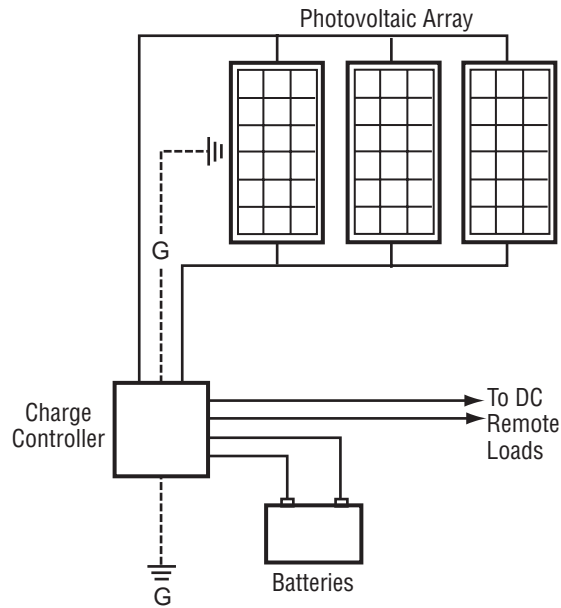 Photovoltaic Array
G
Charge
Controller
To DC
Remote
Loads
Batteries
G